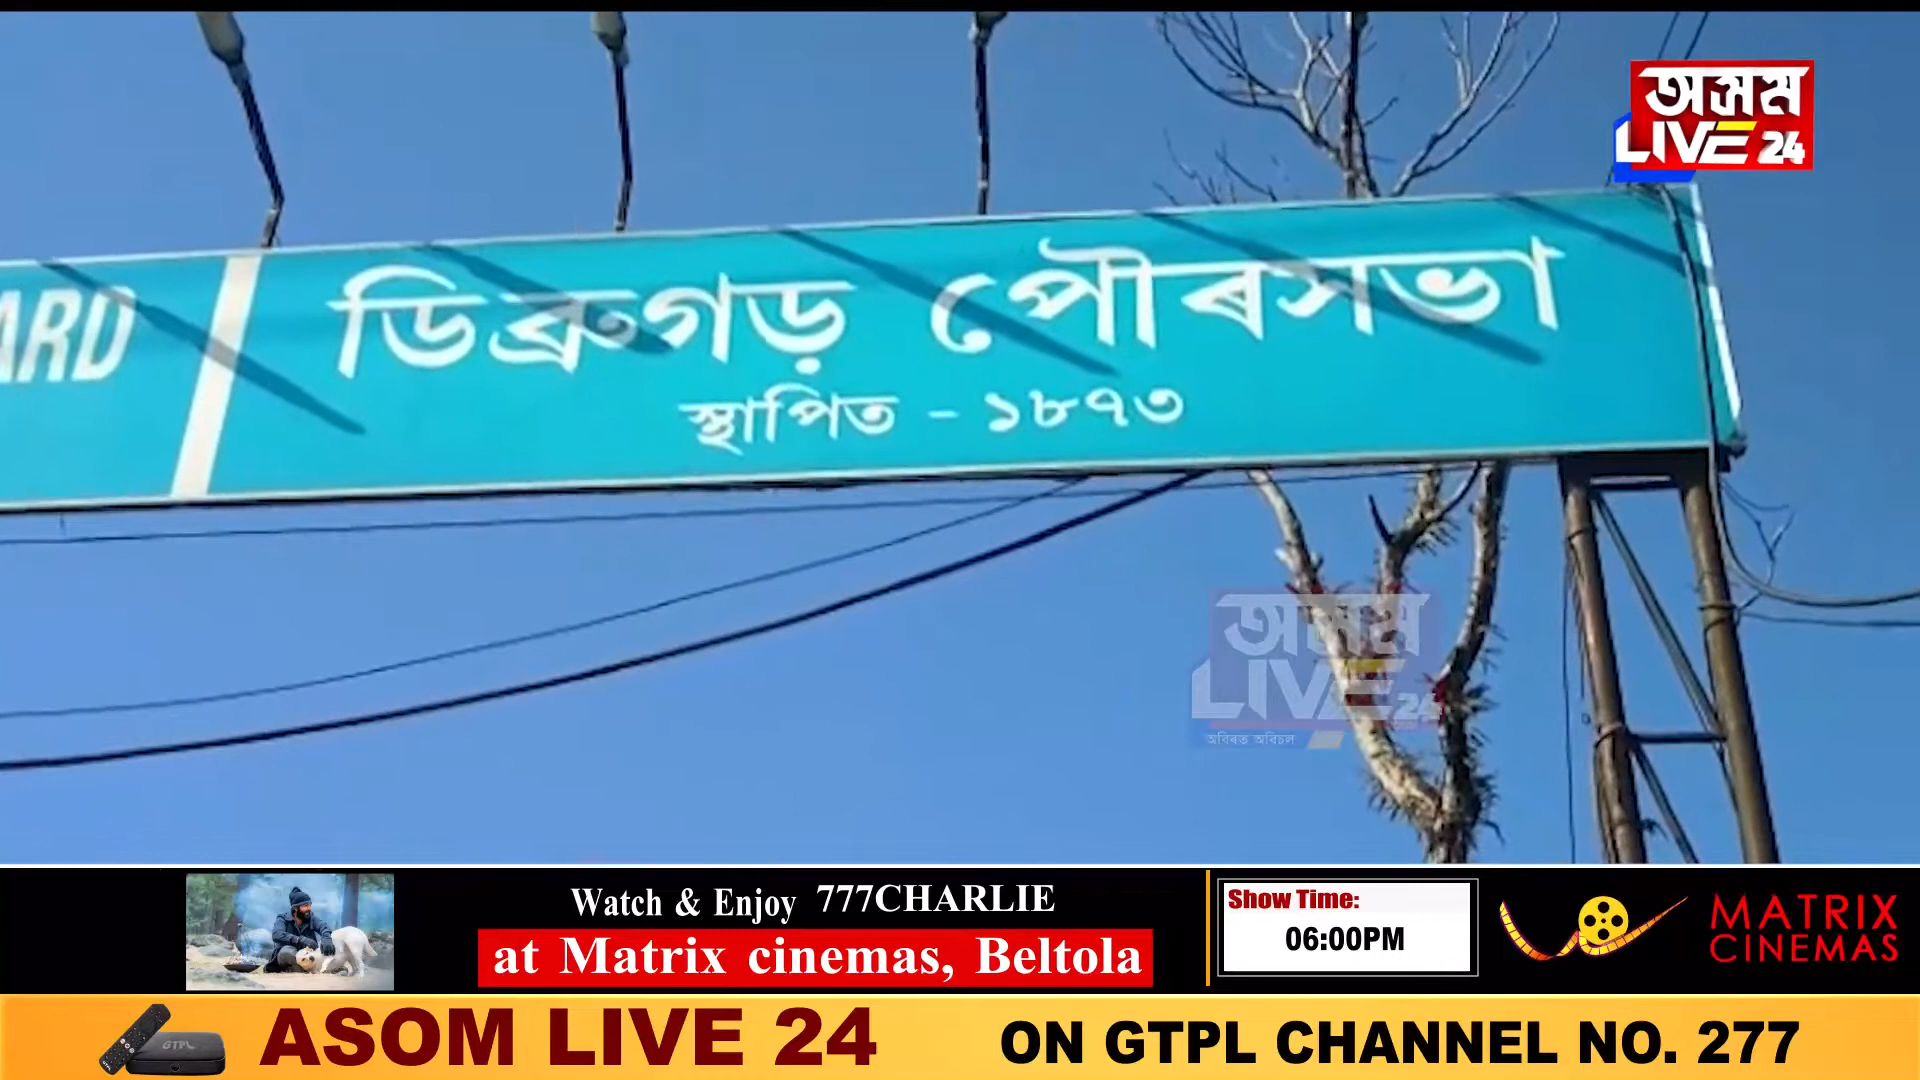 অসম
LIVE 24
ARD
ডিব্ৰুগড় পৌৰসভা
স্থাপিত - ১৮৭৩
অসম
LIVE 24
অবিৰত অবিচল
Watch & Enjoy 777CHARLIE
at Matrix cinemas, Beltola
Show Time:
06:00PM
MATRIX
CINEMAS
GTPL
ASOM LIVE 24
ON GTPL CHANNEL NO. 277